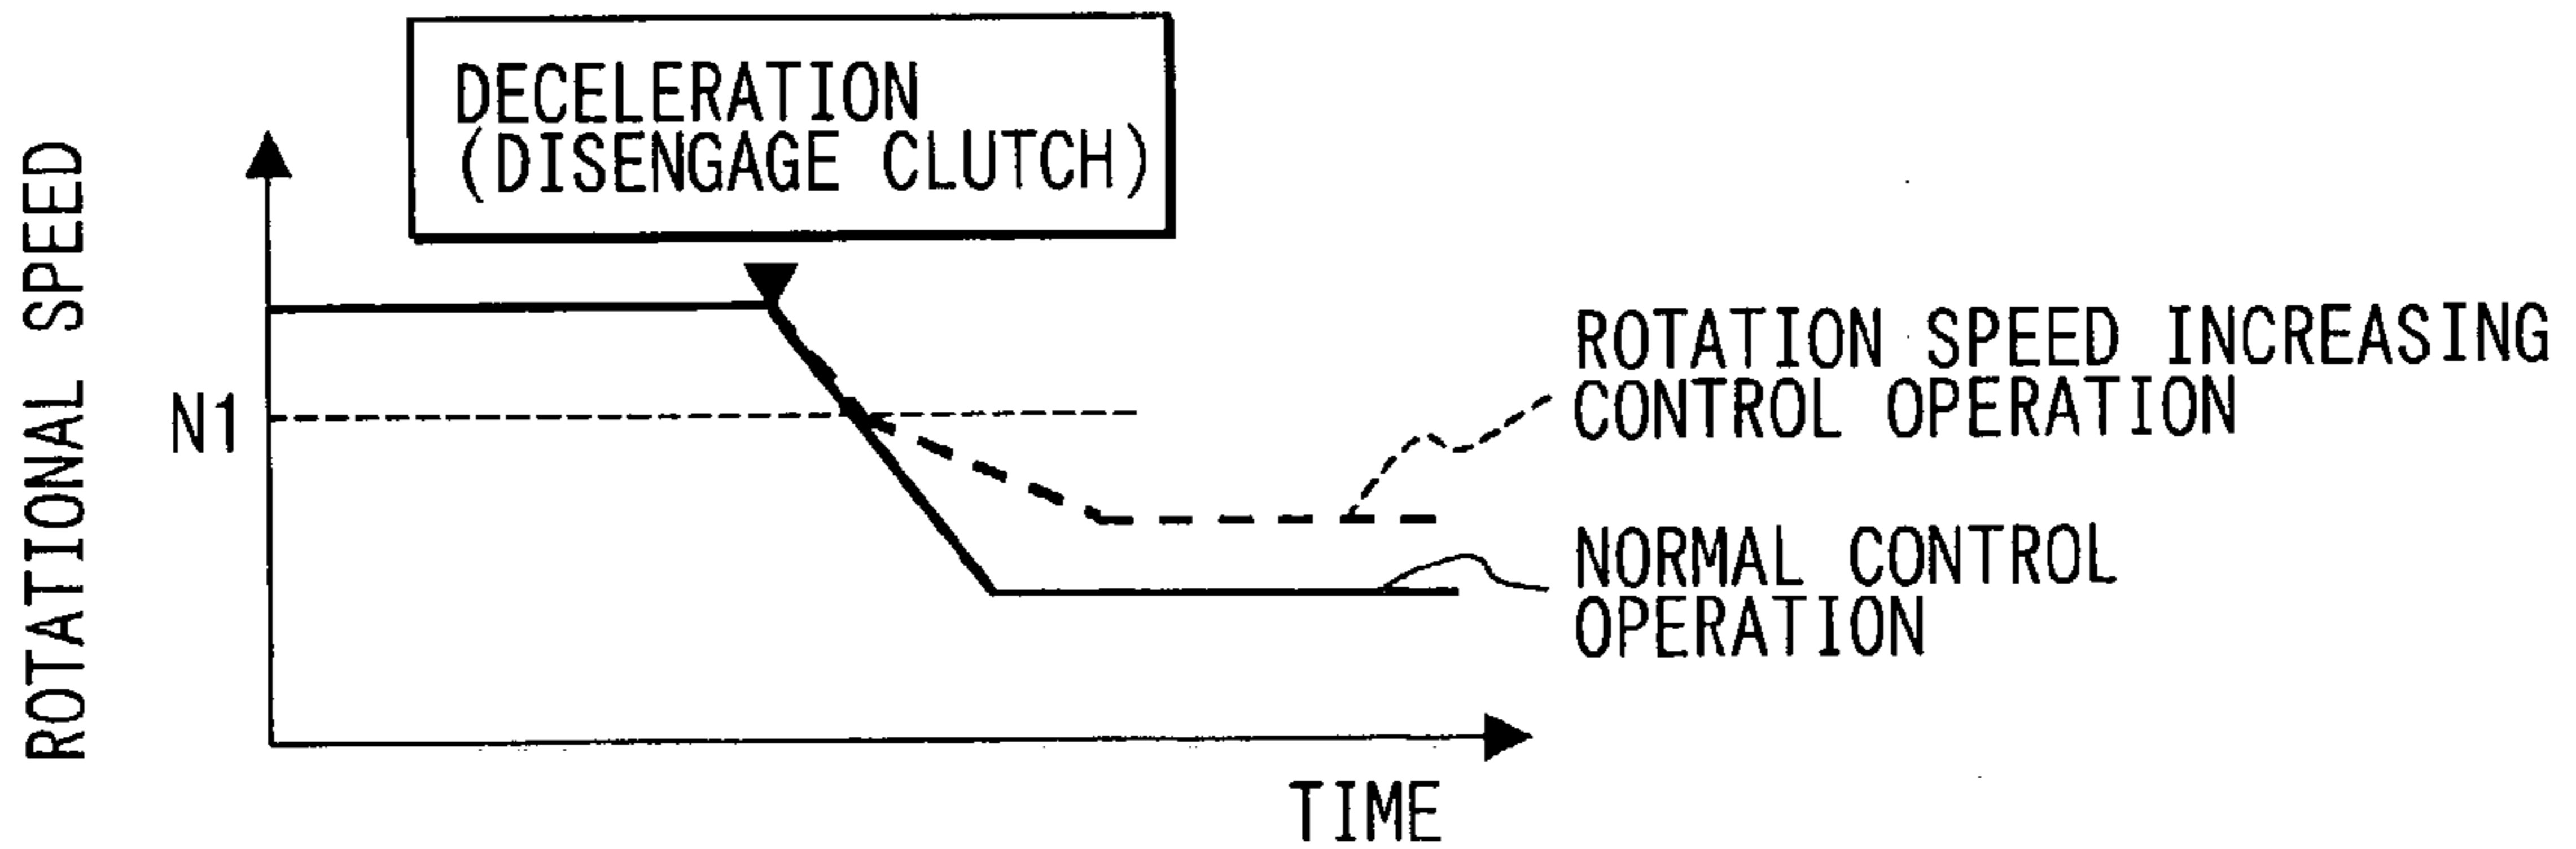 DECELERATION
(DISENGAGE CLUTCH)
ROTATIONAL SPEED
N1
ROTATION SPEED INCREASING
CONTROL OPERATION
NORMAL CONTROL
OPERATION
TIME